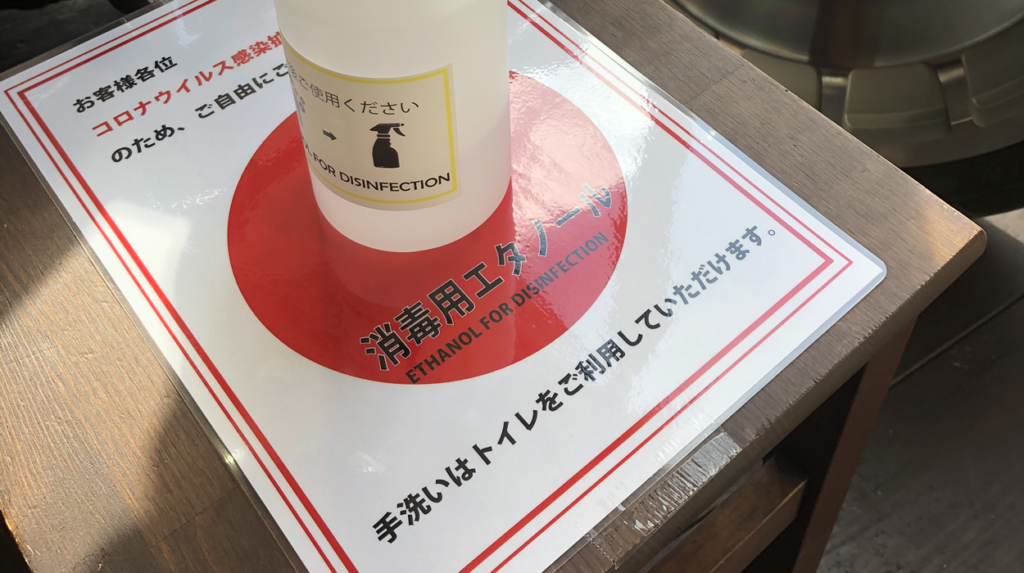 お客様各位
コロナウイルス感染拡
のため、ご自由にご
ご使用ください
FOR DISINFECTION
消毒用エタノール
ETHANOL FOR DISINFECTION
手洗いはトイレをご利用していただけます。